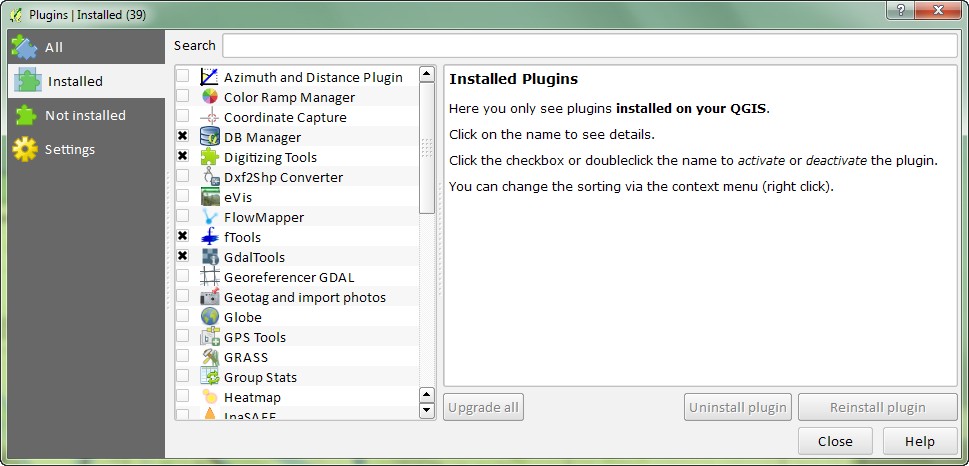 Plugins | Installed (39)
All
Installed
Not installed
Settings
Search
Azimuth and Distance Plugin
Color Ramp Manager
Coordinate Capture
DB Manager
Digitizing Tools
Dxf2Shp Converter
eVis
FlowMapper
fTools
GdalTools
Georeferencer GDAL
Geotag and import photos
Globe
GPS Tools
GRASS
Group Stats
Heatmap
InaSAFE
Installed Plugins
Here you only see plugins installed on your QGIS.
Click on the name to see details.
Click the checkbox or doubleclick the name to activate or deactivate the plugin.
You can change the sorting via the context menu (right click).
Upgrade all
Uninstall plugin
Reinstall plugin
Close
Help